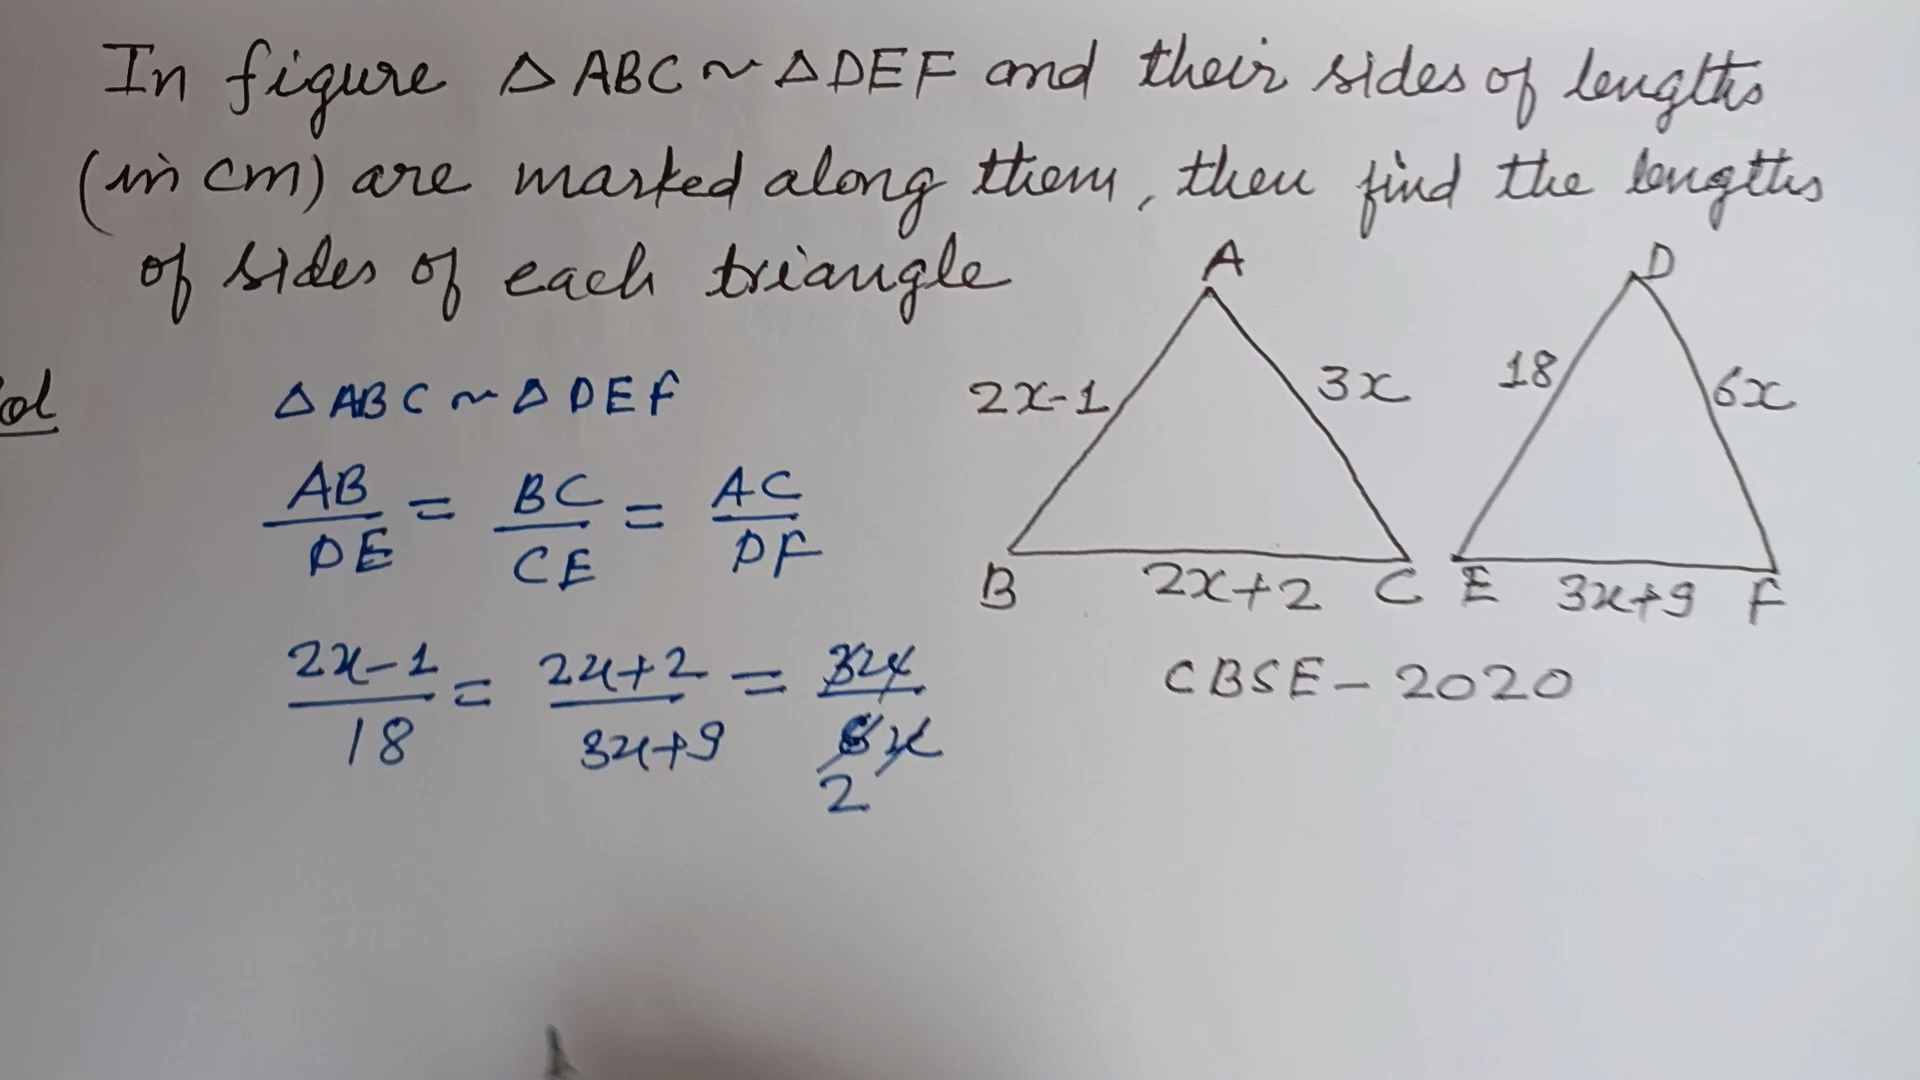 In figure △ABC ~ △DEF and their sides of lengths
(in cm) are marked along them, then find the lengths
of sides of each triangle
A
D
2x-1
3x
18
6x
B
2x+2
C
E
3x+9
F
CBSE - 2020
ol
△ABC ~ △DEF
AB/DE = BC/CE = AC/DF
2x-1/18 = 2x+2/3x+9 = 3x/6x
2